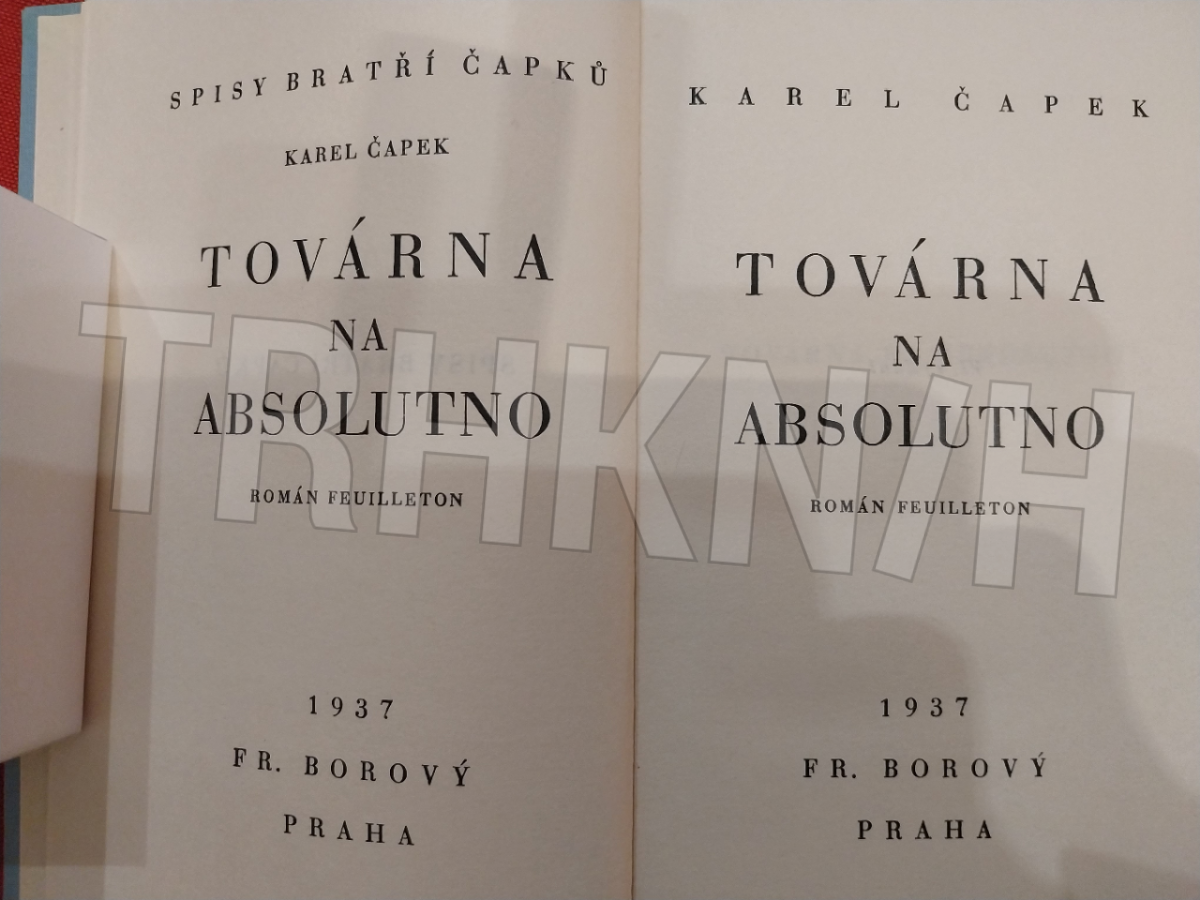 SPISY BRATŘÍ ČAPKŮ
KAREL ČAPEK
TOVÁRNA
NA
ABSOLUTNO
ROMÁN FEUILLETON
1937
FR. BOROVÝ
PRAHA
KAREL ČAPEK
TOVÁRNA
NA
ABSOLUTNO
ROMÁN FEUILLETON
1937
FR. BOROVÝ
PRAHA
TRHKNIH